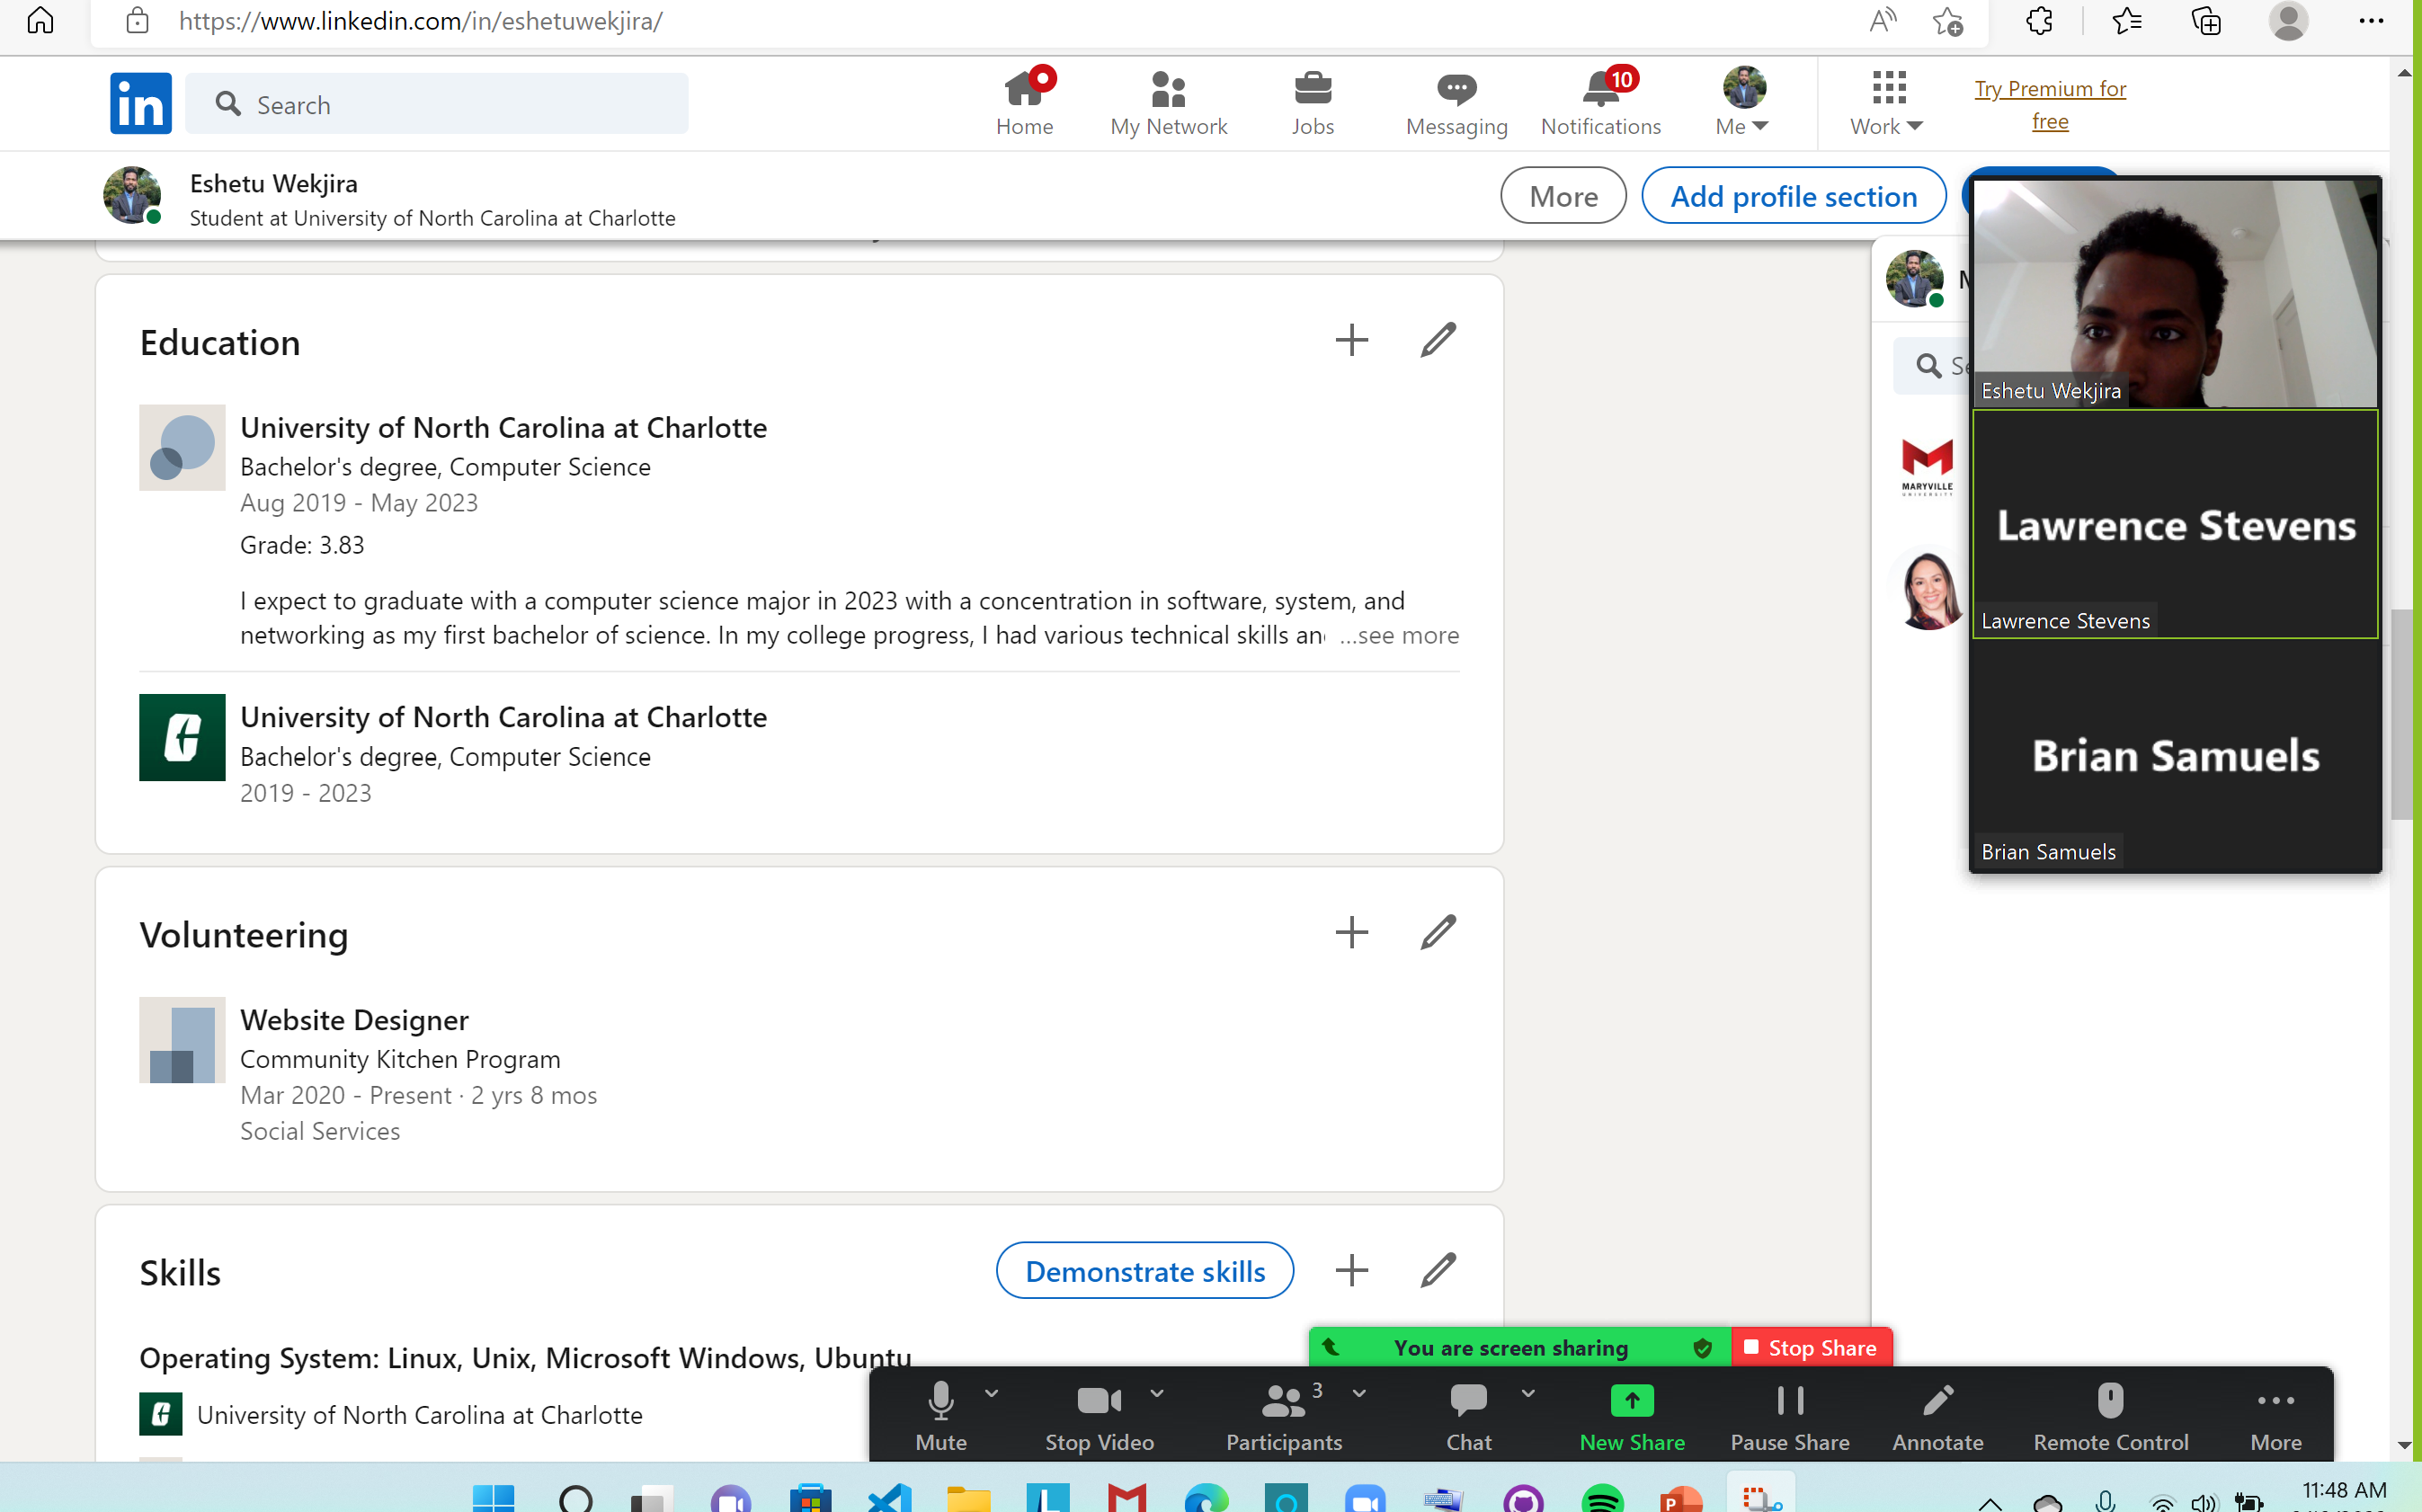 https://www.linkedin.com/in/eshetuwekjira/
in
Search
Home
My Network
Jobs
Messaging
10
Notifications
Me
Work
Try Premium for
free
Eshetu Wekjira
Student at University of North Carolina at Charlotte
More
Add profile section
Education
University of North Carolina at Charlotte
Bachelor's degree, Computer Science
Aug 2019 - May 2023
Grade: 3.83
I expect to graduate with a computer science major in 2023 with a concentration in software, system, and
networking as my first bachelor of science. In my college progress, I had various technical skills an ...see more
University of North Carolina at Charlotte
Bachelor's degree, Computer Science
2019 - 2023
Volunteering
Website Designer
Community Kitchen Program
Mar 2020 - Present · 2 yrs 8 mos
Social Services
Skills
Demonstrate skills
Operating System: Linux, Unix, Microsoft Windows, Ubuntu
University of North Carolina at Charlotte
Eshetu Wekjira
MARYVILLE
UNIVERSITY
Lawrence Stevens
Lawrence Stevens
Brian Samuels
Brian Samuels
You are screen sharing
Stop Share
Mute
Stop Video
3
Participants
Chat
New Share
Pause Share
Annotate
Remote Control
More
11:48 AM